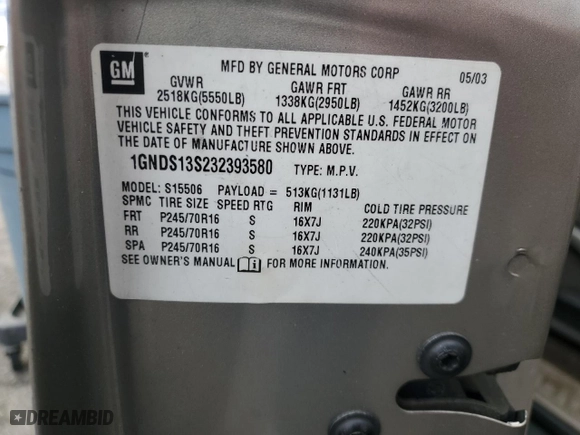 GM
MFD BY GENERAL MOTORS CORP 05/03
GVWR GAWR FRT GAWR RR
2518KG(5550LB) 1338KG(2950LB) 1452KG(3200LB)
THIS VEHICLE CONFORMS TO ALL APPLICABLE U.S. FEDERAL MOTOR
VEHICLE SAFETY AND THEFT PREVENTION STANDARDS IN EFFECT ON
THE DATE OF MANUFACTURE SHOWN ABOVE.
1GNDS13S232393580 TYPE: M.P.V.
MODEL: S15506 PAYLOAD = 513KG(1131LB)
SPMC TIRE SIZE SPEED RTG RIM COLD TIRE PRESSURE
FRT P245/70R16 S 16X7J 220KPA(32PSI)
RR P245/70R16 S 16X7J 220KPA(32PSI)
SPA P245/70R16 S 16X7J 240KPA(35PSI)
SEE OWNER'S MANUAL FOR MORE INFORMATION.
DREAMBID